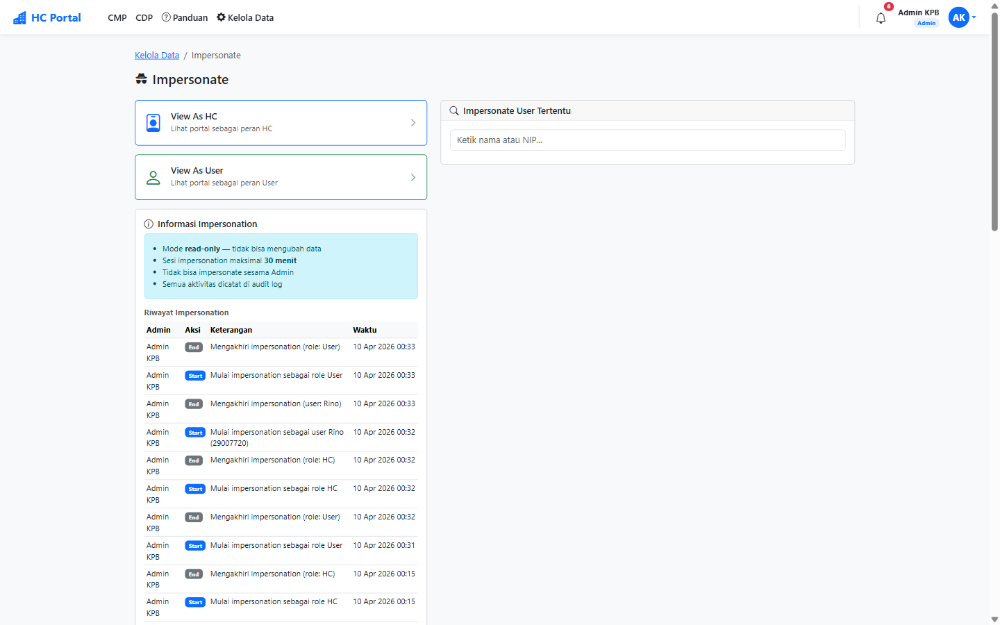 HC Portal
CMP
CDP
Panduan
Kelola Data
6
Admin KPB
Admin
AK
Kelola Data / Impersonate
Impersonate
View As HC
Lihat portal sebagai peran HC
View As User
Lihat portal sebagai peran User
Informasi Impersonation
Mode read-only — tidak bisa mengubah data
Sesi impersonation maksimal 30 menit
Tidak bisa impersonate sesama Admin
Semua aktivitas dicatat di audit log
Riwayat Impersonation
Admin Aksi Keterangan Waktu
Admin KPB End Mengakhiri impersonation (role: User) 10 Apr 2026 00:33
Admin KPB Start Mulai impersonation sebagai role User 10 Apr 2026 00:33
Admin KPB End Mengakhiri impersonation (user: Rino) 10 Apr 2026 00:33
Admin KPB Start Mulai impersonation sebagai user Rino (29007720) 10 Apr 2026 00:32
Admin KPB End Mengakhiri impersonation (role: HC) 10 Apr 2026 00:32
Admin KPB Start Mulai impersonation sebagai role HC 10 Apr 2026 00:32
Admin KPB End Mengakhiri impersonation (role: User) 10 Apr 2026 00:32
Admin KPB Start Mulai impersonation sebagai role User 10 Apr 2026 00:31
Admin KPB End Mengakhiri impersonation (role: HC) 10 Apr 2026 00:15
Admin KPB Start Mulai impersonation sebagai role HC 10 Apr 2026 00:15
Impersonate User Tertentu
Ketik nama atau NIP...